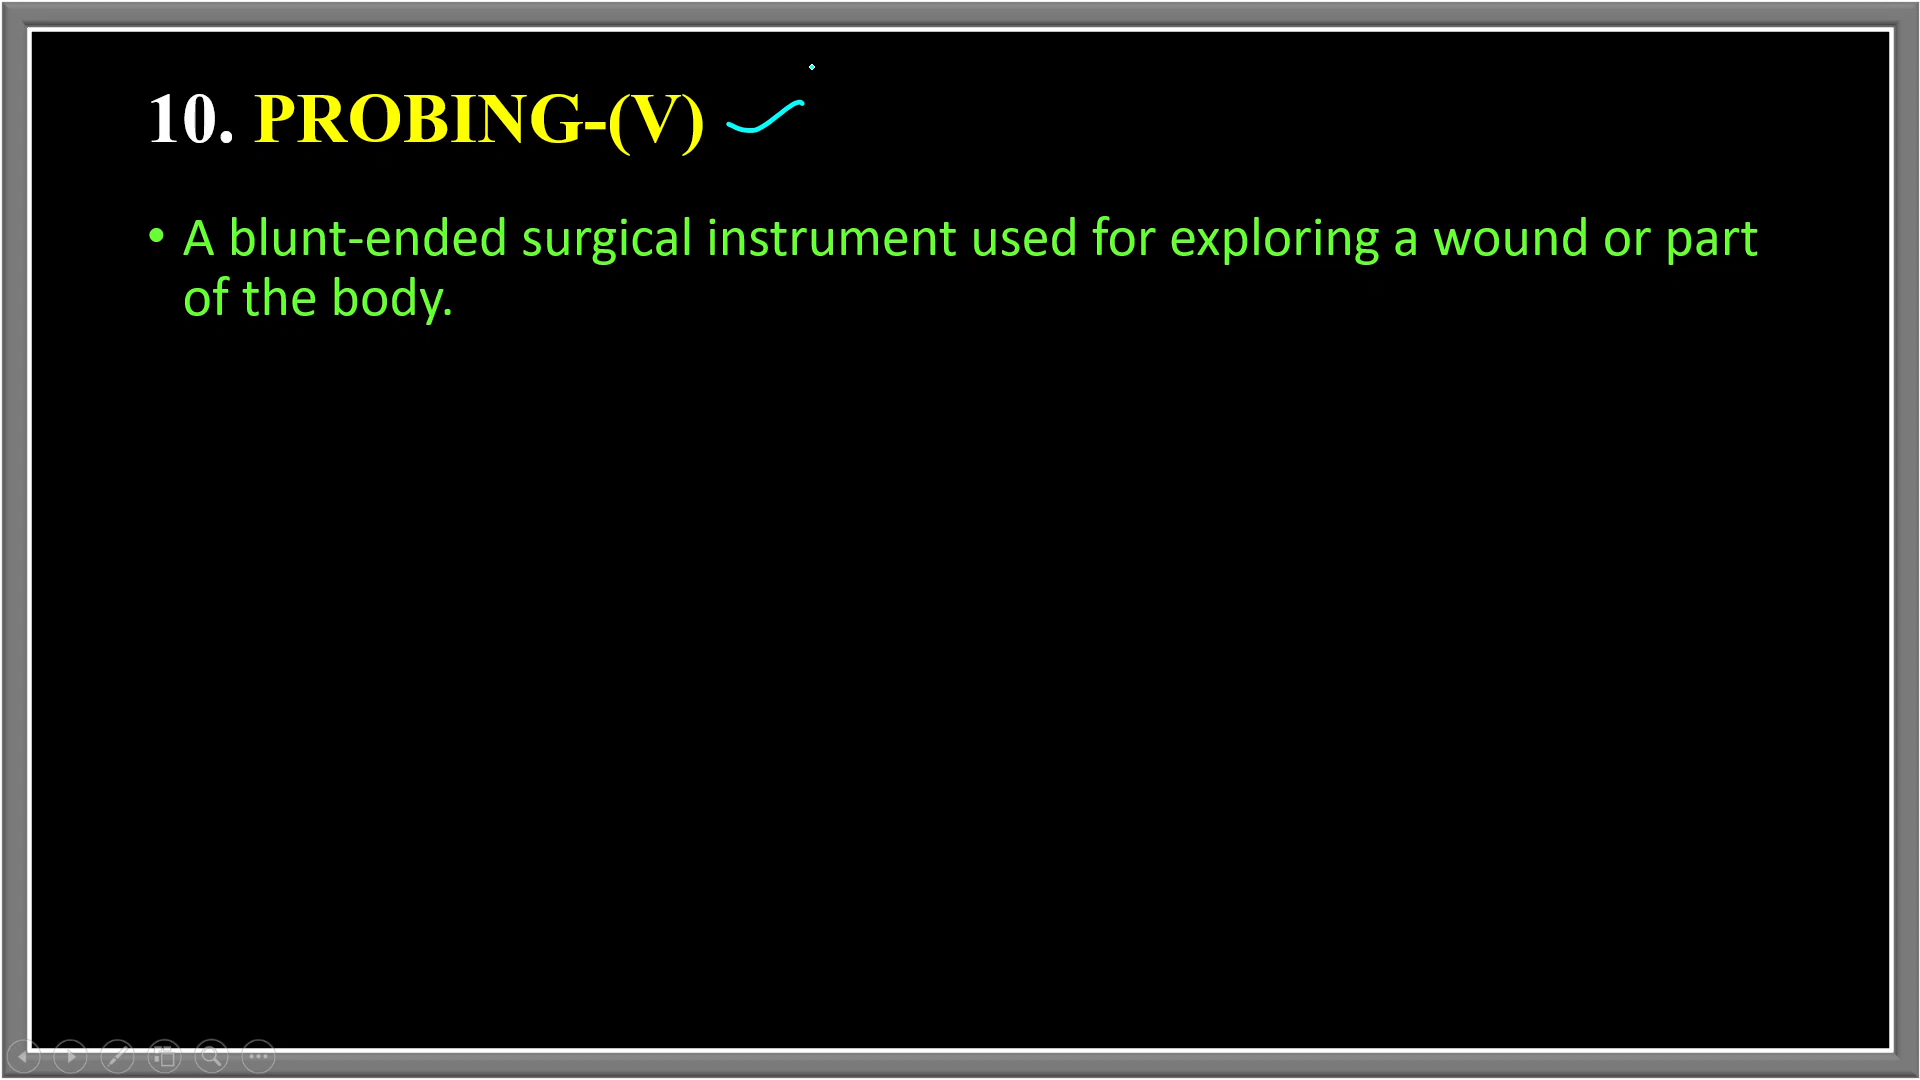 10. PROBING-(V)
• A blunt-ended surgical instrument used for exploring a wound or part
of the body.